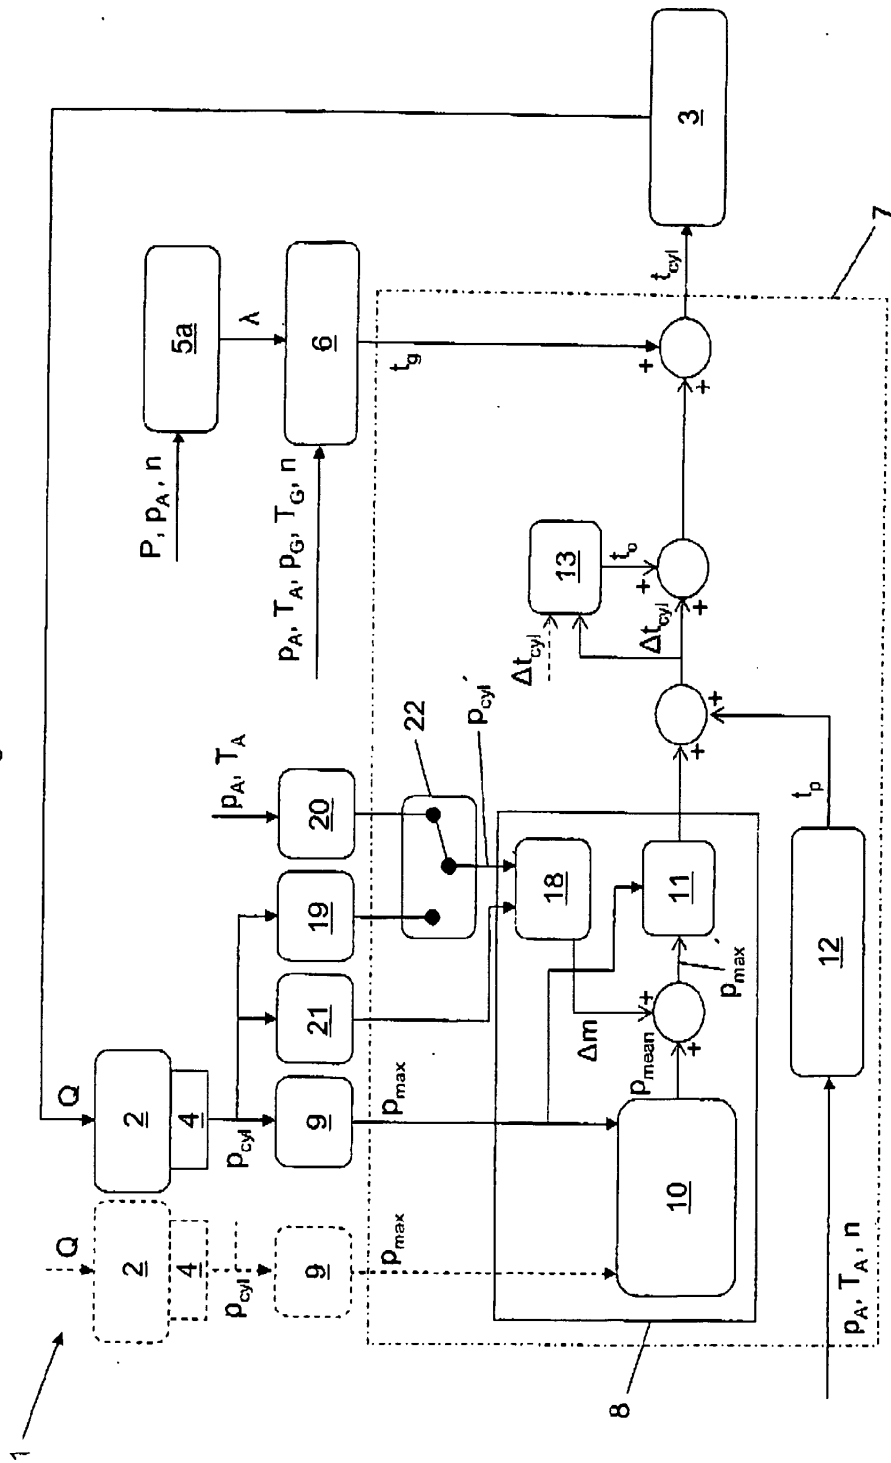 1
Q
2
4
p_cyl
9
p_max
Q
2
4
p_cyl
9
p_max
21
19
20
p_A, T_A
22
p_cyl'
P, p_A, n
5a
λ
p_A, T_A, p_G, T_G, n
6
t_g
3
t_cyl
7
8
10
p_mean
Δm
18
p_max'
11
Δt_cyl
13
t_o
Δt_cyl
+
+
+
+
+
+
+
+
p_A, T_A, n
12
t_p